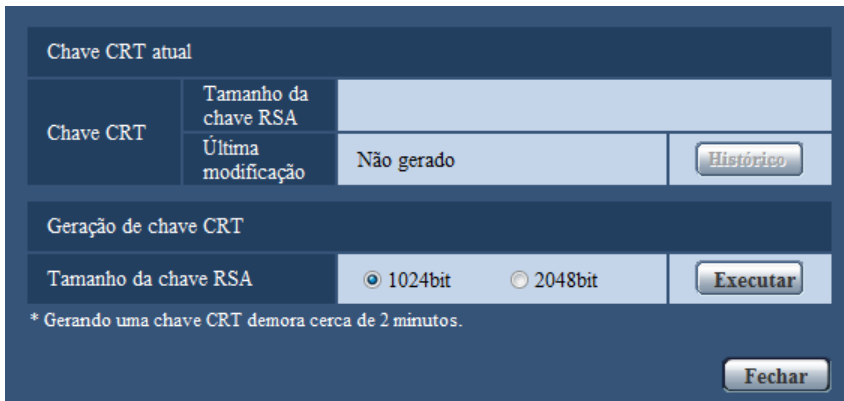 Chave CRT atual
Chave CRT
Tamanho da
chave RSA
Última
modificação
Não gerado
Histórico
Geração de chave CRT
Tamanho da chave RSA
1024bit
2048bit
Executar
* Gerando uma chave CRT demora cerca de 2 minutos.
Fechar